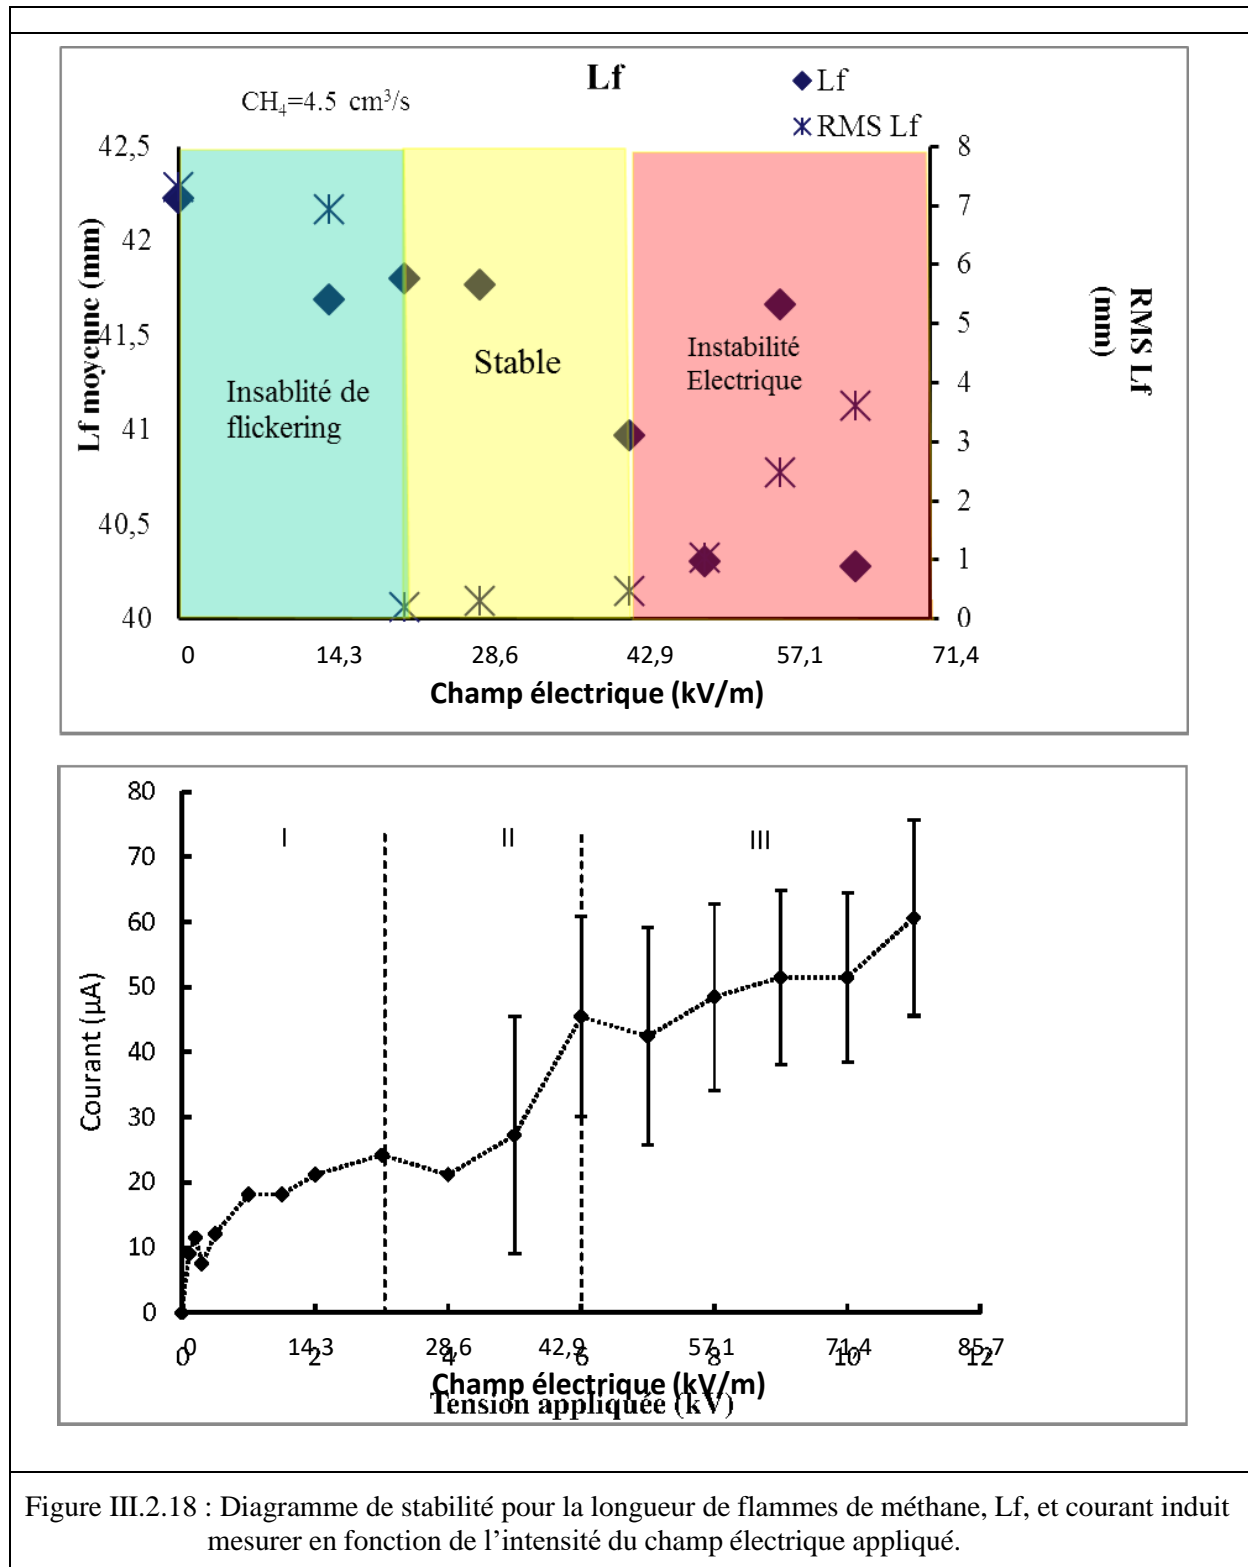 Lf
CH₄=4.5 cm³/s
Lf
RMS Lf
42,5
42
41,5
41
40,5
40
Lf moyenne (mm)
8
7
6
5
4
3
2
1
0
RMS Lf
(mm)
Insablité de
flickering
Stable
Instabilité
Electrique
0 14,3 28,6 42,9 57,1 71,4
Champ électrique (kV/m)
80
70
60
50
40
30
20
10
0
Courant (µA)
I II III
0 14,3 28,6 42,9 57,1 71,4 85,7
0 2 4 6 8 10 12
Champ électrique (kV/m)
Tension appliquée (kV)
Figure III.2.18 : Diagramme de stabilité pour la longueur de flammes de méthane, Lf, et courant induit
mesurer en fonction de l’intensité du champ électrique appliqué.